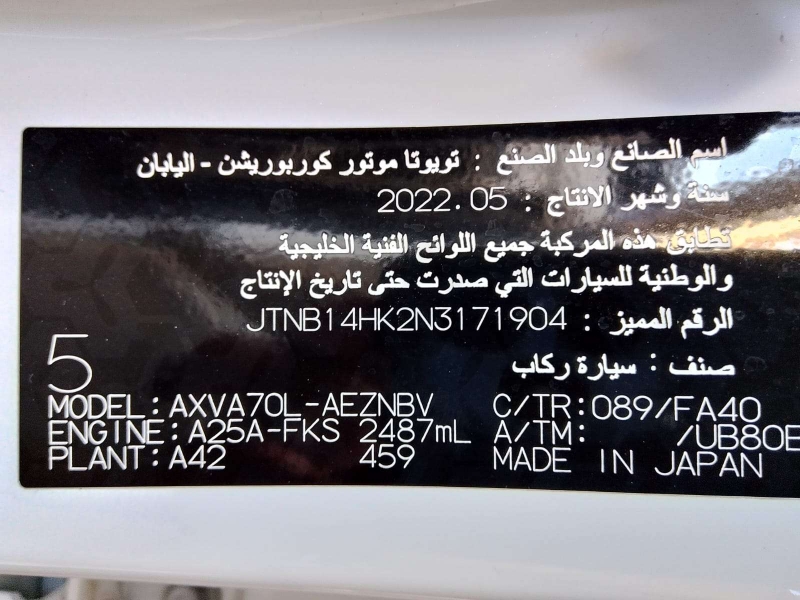 اسم الصانع وبلد الصنع : تويوتا موتور كوربوريشن - اليابان
سنة وشهر الانتاج : 2022.05
تطابق هذه المركبة جميع اللوائح الفنية الخليجية
والوطنية للسيارات التي صدرت حتى تاريخ الإنتاج
الرقم المميز : JTNB14HK2N3171904
صنف : سيارة ركاب
5
MODEL:AXVA70L-AEZNBV C/TR:089/FA40
ENGINE:A25A-FKS 2487mL A/TM: /UB80E
PLANT:A42 459 MADE IN JAPAN